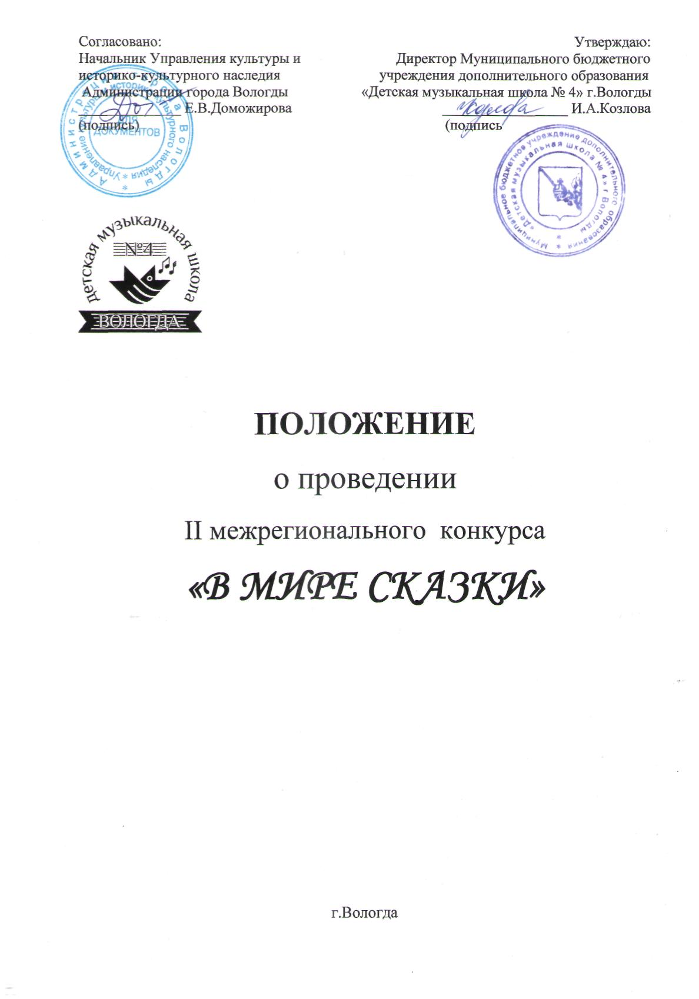 Согласовано:
Начальник Управления культуры и
историко-культурного наследия
Администрации города Вологды
______________ Е.В.Доможирова
(подпись)
Утверждаю:
Директор Муниципального бюджетного
учреждения дополнительного образования
«Детская музыкальная школа № 4» г.Вологды
_________________ И.А.Козлова
(подпись
Администрация города Вологды *
Управление культуры и историко-культурного наследия *
ДЛЯ
ДОКУМЕНТОВ
Муниципальное бюджетное учреждение дополнительного образования *
«Детская музыкальная школа № 4» г Вологды *
детская музыкальная школа
№4
ВОЛОГДА
ПОЛОЖЕНИЕ
о проведении
II межрегионального конкурса
«В МИРЕ СКАЗКИ»
г.Вологда